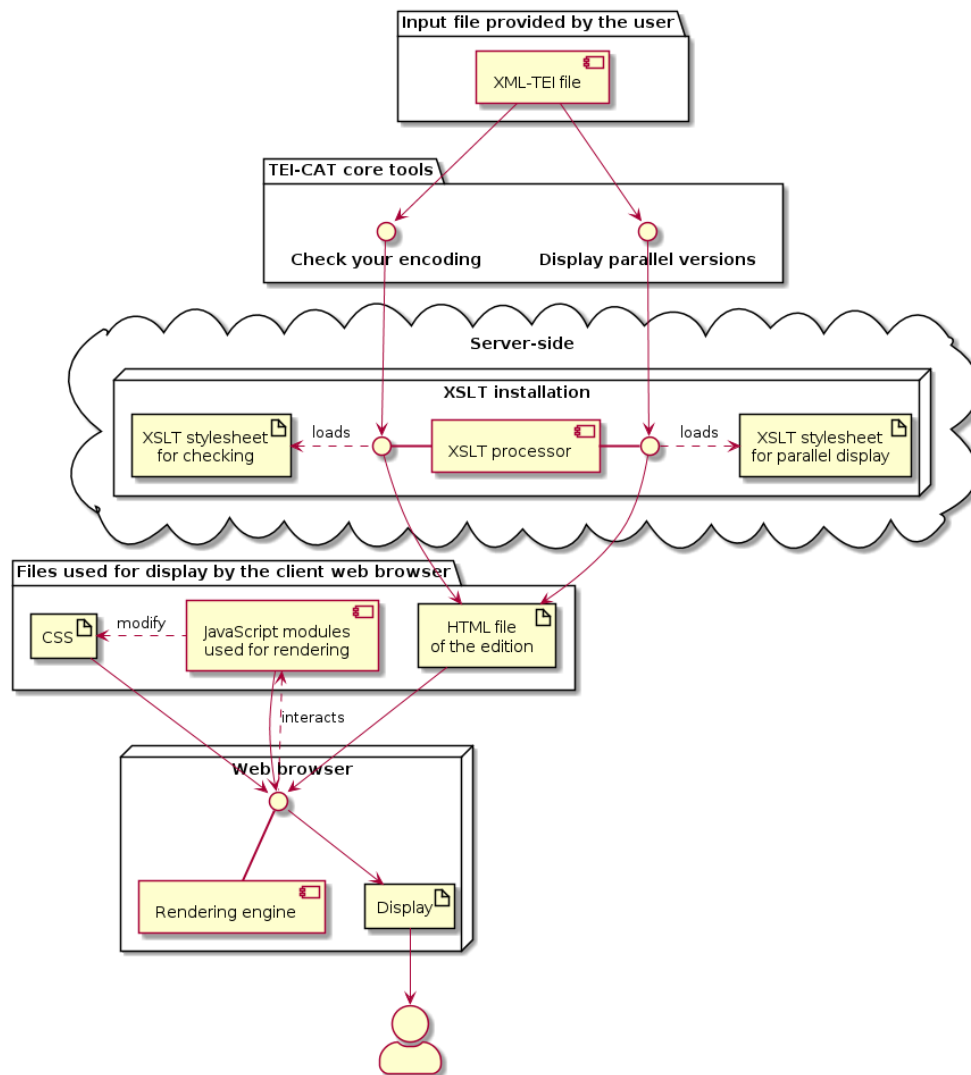 Input file provided by the user
XML-TEI file
TEI-CAT core tools
Check your encoding
Display parallel versions
Server-side
XSLT installation
XSLT stylesheet
for checking
loads
XSLT processor
loads
XSLT stylesheet
for parallel display
Files used for display by the client web browser
CSS
modify
JavaScript modules
used for rendering
HTML file
of the edition
interacts
Web browser
Rendering engine
Display